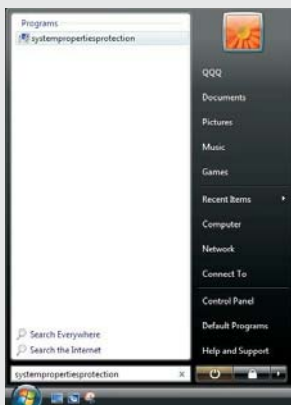 Programs
systempropertiesprotection
Search Everywhere
Search the Internet
systempropertiesprotection
QQQ
Documents
Pictures
Music
Games
Recent Items
Computer
Network
Connect To
Control Panel
Default Programs
Help and Support